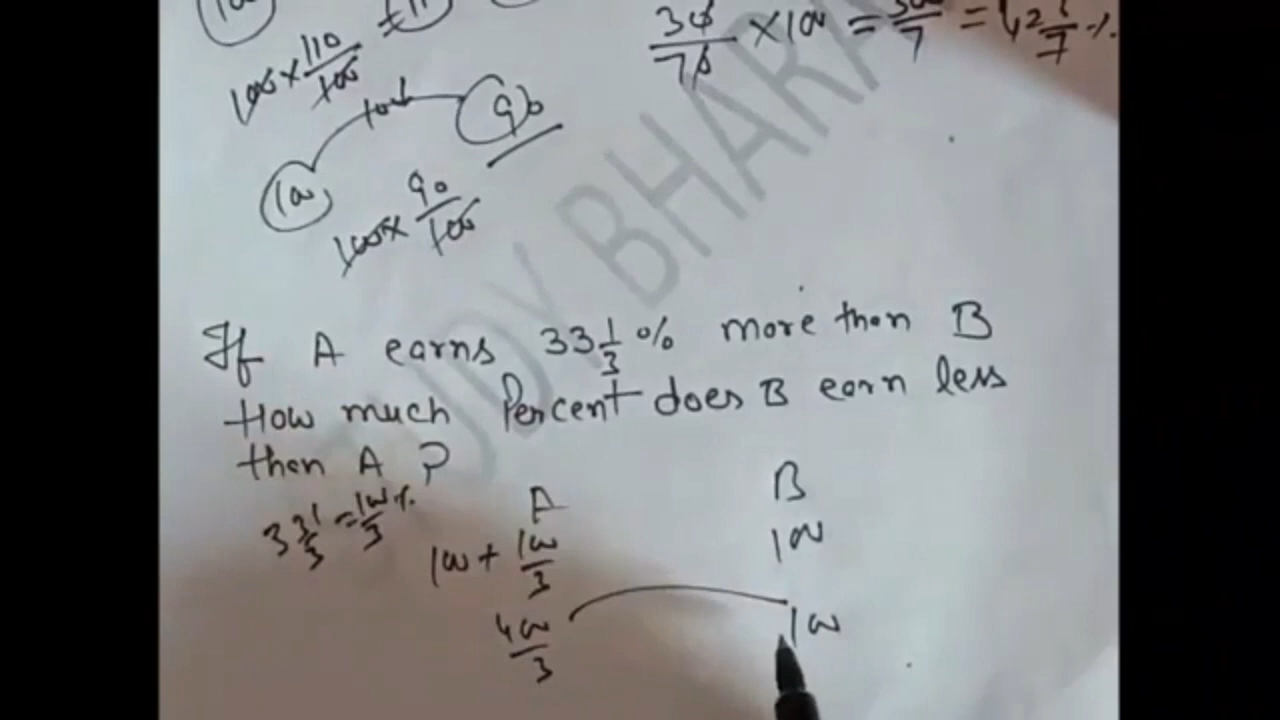 100 × 110/100
30/70 × 100 = 300/7 = 42 6/7 %
90
100
100 × 90/100
If A earns 33 1/3 % more than B
How much Percent does B earn less
than A ?
33 1/3 = 100/3 %
A
B
100 + 100/3
100
400/3
100